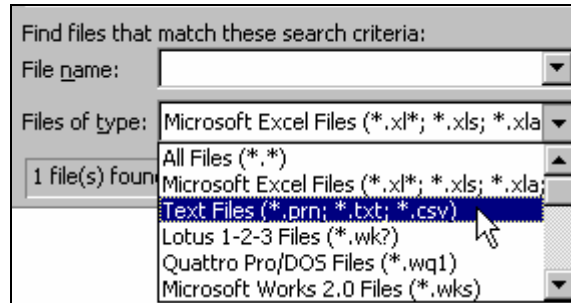 Find files that match these search criteria:
File name:
Files of type: Microsoft Excel Files (*.xl*; *.xls; *.xla
All Files (*.*)
1 file(s) foun
Microsoft Excel Files (*.xl*; *.xls; *.xla;
Text Files (*.prn; *.txt; *.csv)
Lotus 1-2-3 Files (*.wk?)
Quattro Pro/DOS Files (*.wq1)
Microsoft Works 2.0 Files (*.wks)